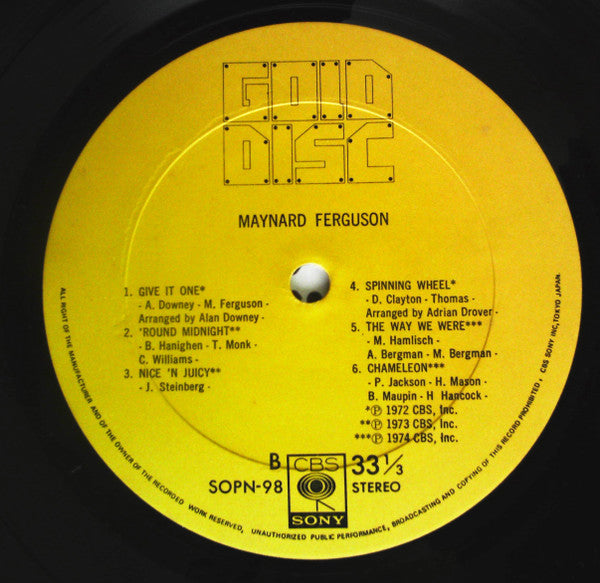 GOLD
DISC
MAYNARD FERGUSON
1. GIVE IT ONE*
- A. Downey - M. Ferguson -
Arranged by Alan Downey -
2. 'ROUND MIDNIGHT**
- B. Hanighen - T. Monk -
C. Williams -
3. NICE 'N JUICY**
- J. Steinberg -
4. SPINNING WHEEL*
- D. Clayton - Thomas -
Arranged by Adrian Drover -
5. THE WAY WE WERE***
- M. Hamlisch -
A. Bergman - M. Bergman -
6. CHAMELEON***
- P. Jackson - H. Mason -
B. Maupin - H Hancock -
*Ⓟ 1972 CBS, Inc.
**Ⓟ 1973 CBS, Inc.
***Ⓟ 1974 CBS, Inc.
B
SOPN-98
CBS
SONY
33 1/3
STEREO
ALL RIGHT OF THE MANUFACTURER AND OF THE OWNER OF THE RECORDED WORK RESERVED, UNAUTHORIZED PUBLIC PERFORMANCE, BROADCASTING AND COPYING OF THIS RECORD PROHIBITED, CBS SONY INC, TOKYO JAPAN